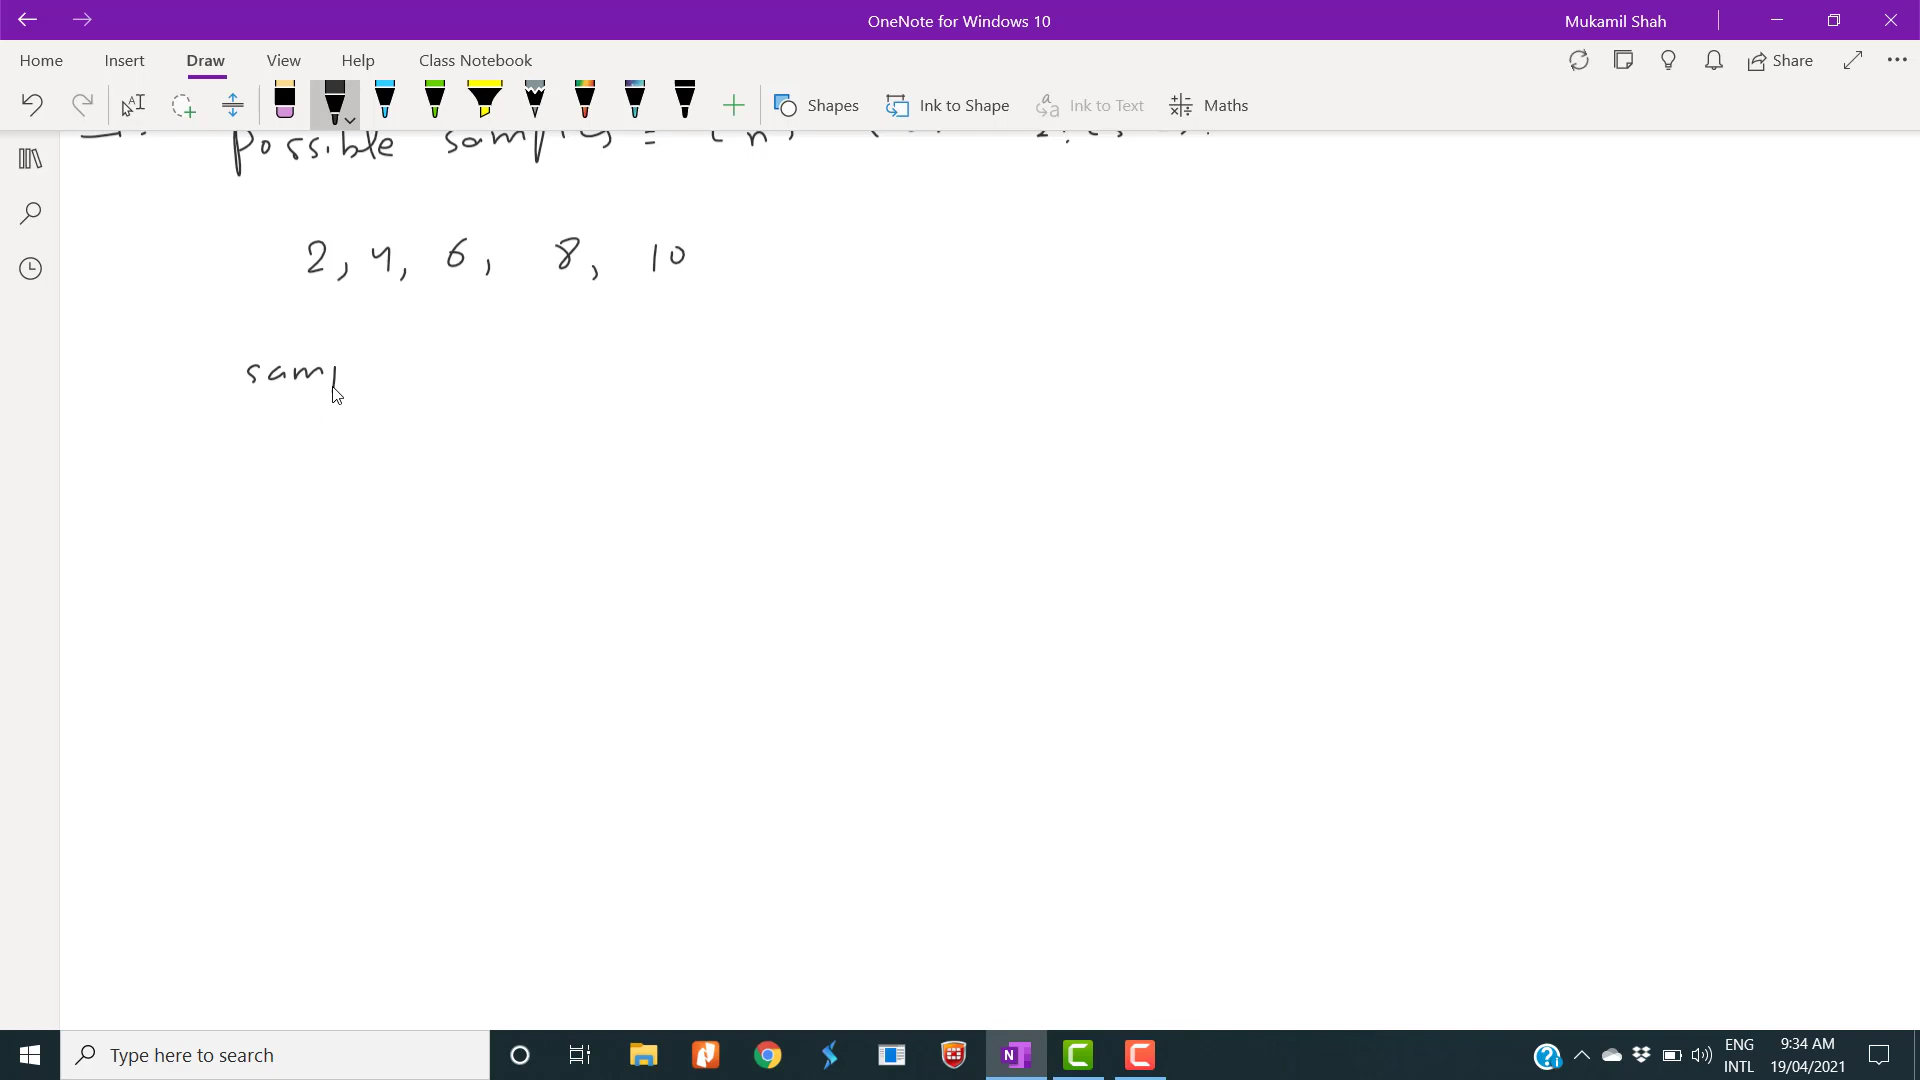 OneNote for Windows 10
Mukamil Shah
Home Insert Draw View Help Class Notebook
Share
Shapes Ink to Shape Ink to Text Maths
possible samples =
2, 4, 6, 8, 10
sam
Type here to search
ENG
INTL
9:34 AM
19/04/2021